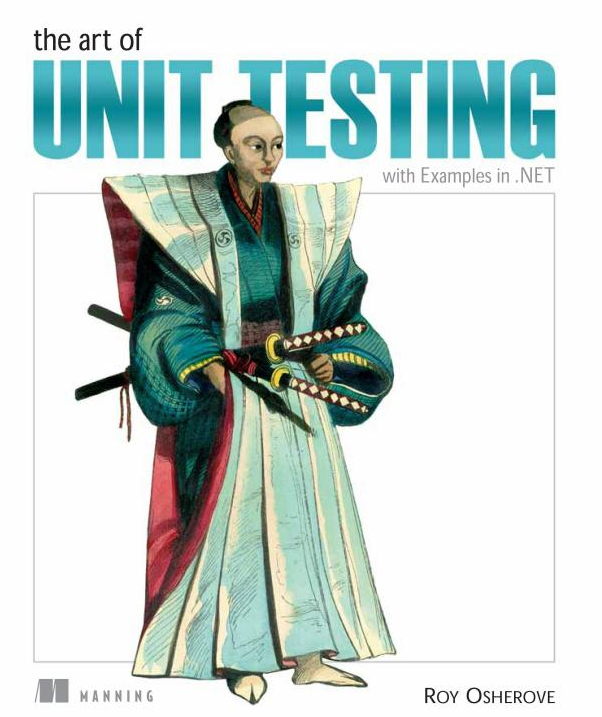 the art of
UNIT TESTING
with Examples in .NET
MANNING
ROY OSHEROVE